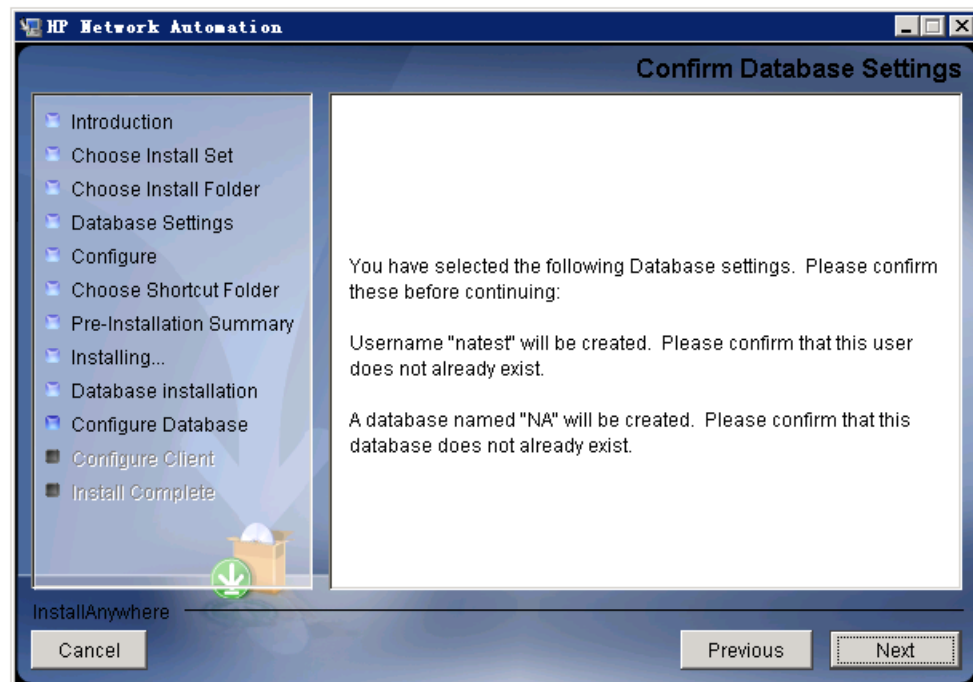 HP Network Automation
Confirm Database Settings
Introduction
Choose Install Set
Choose Install Folder
Database Settings
Configure
Choose Shortcut Folder
Pre-Installation Summary
Installing...
Database installation
Configure Database
Configure Client
Install Complete
You have selected the following Database settings.  Please confirm
these before continuing:
Username "natest" will be created.  Please confirm that this user
does not already exist.
A database named "NA" will be created.  Please confirm that this
database does not already exist.
InstallAnywhere
Cancel
Previous
Next